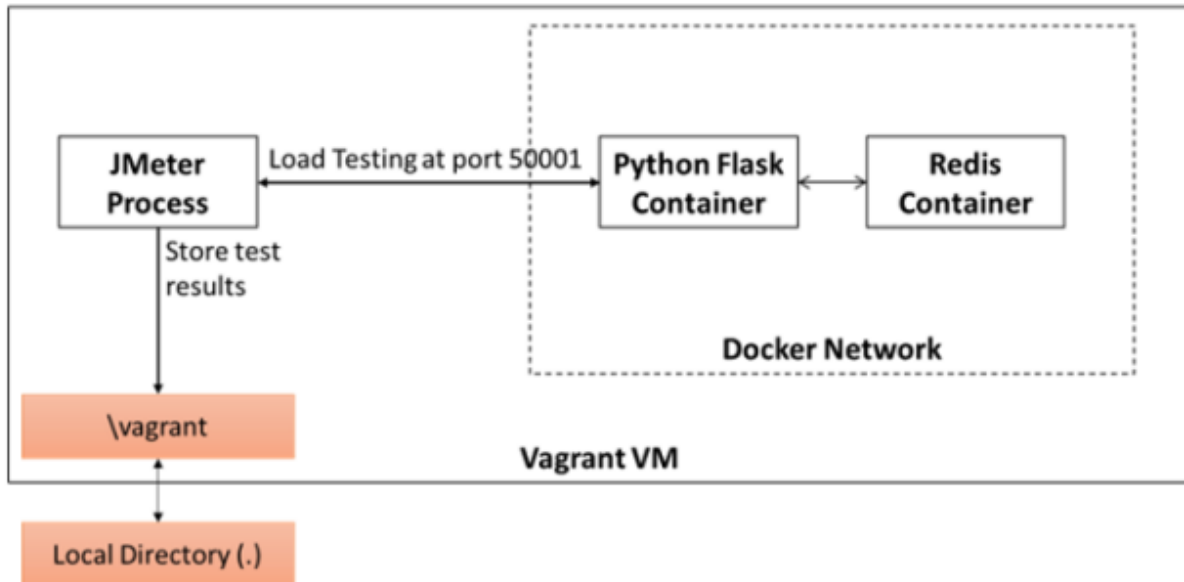 JMeter
Process
Load Testing at port 50001
Python Flask
Container
Redis
Container
Store test
results
Docker Network
\vagrant
Vagrant VM
Local Directory (.)